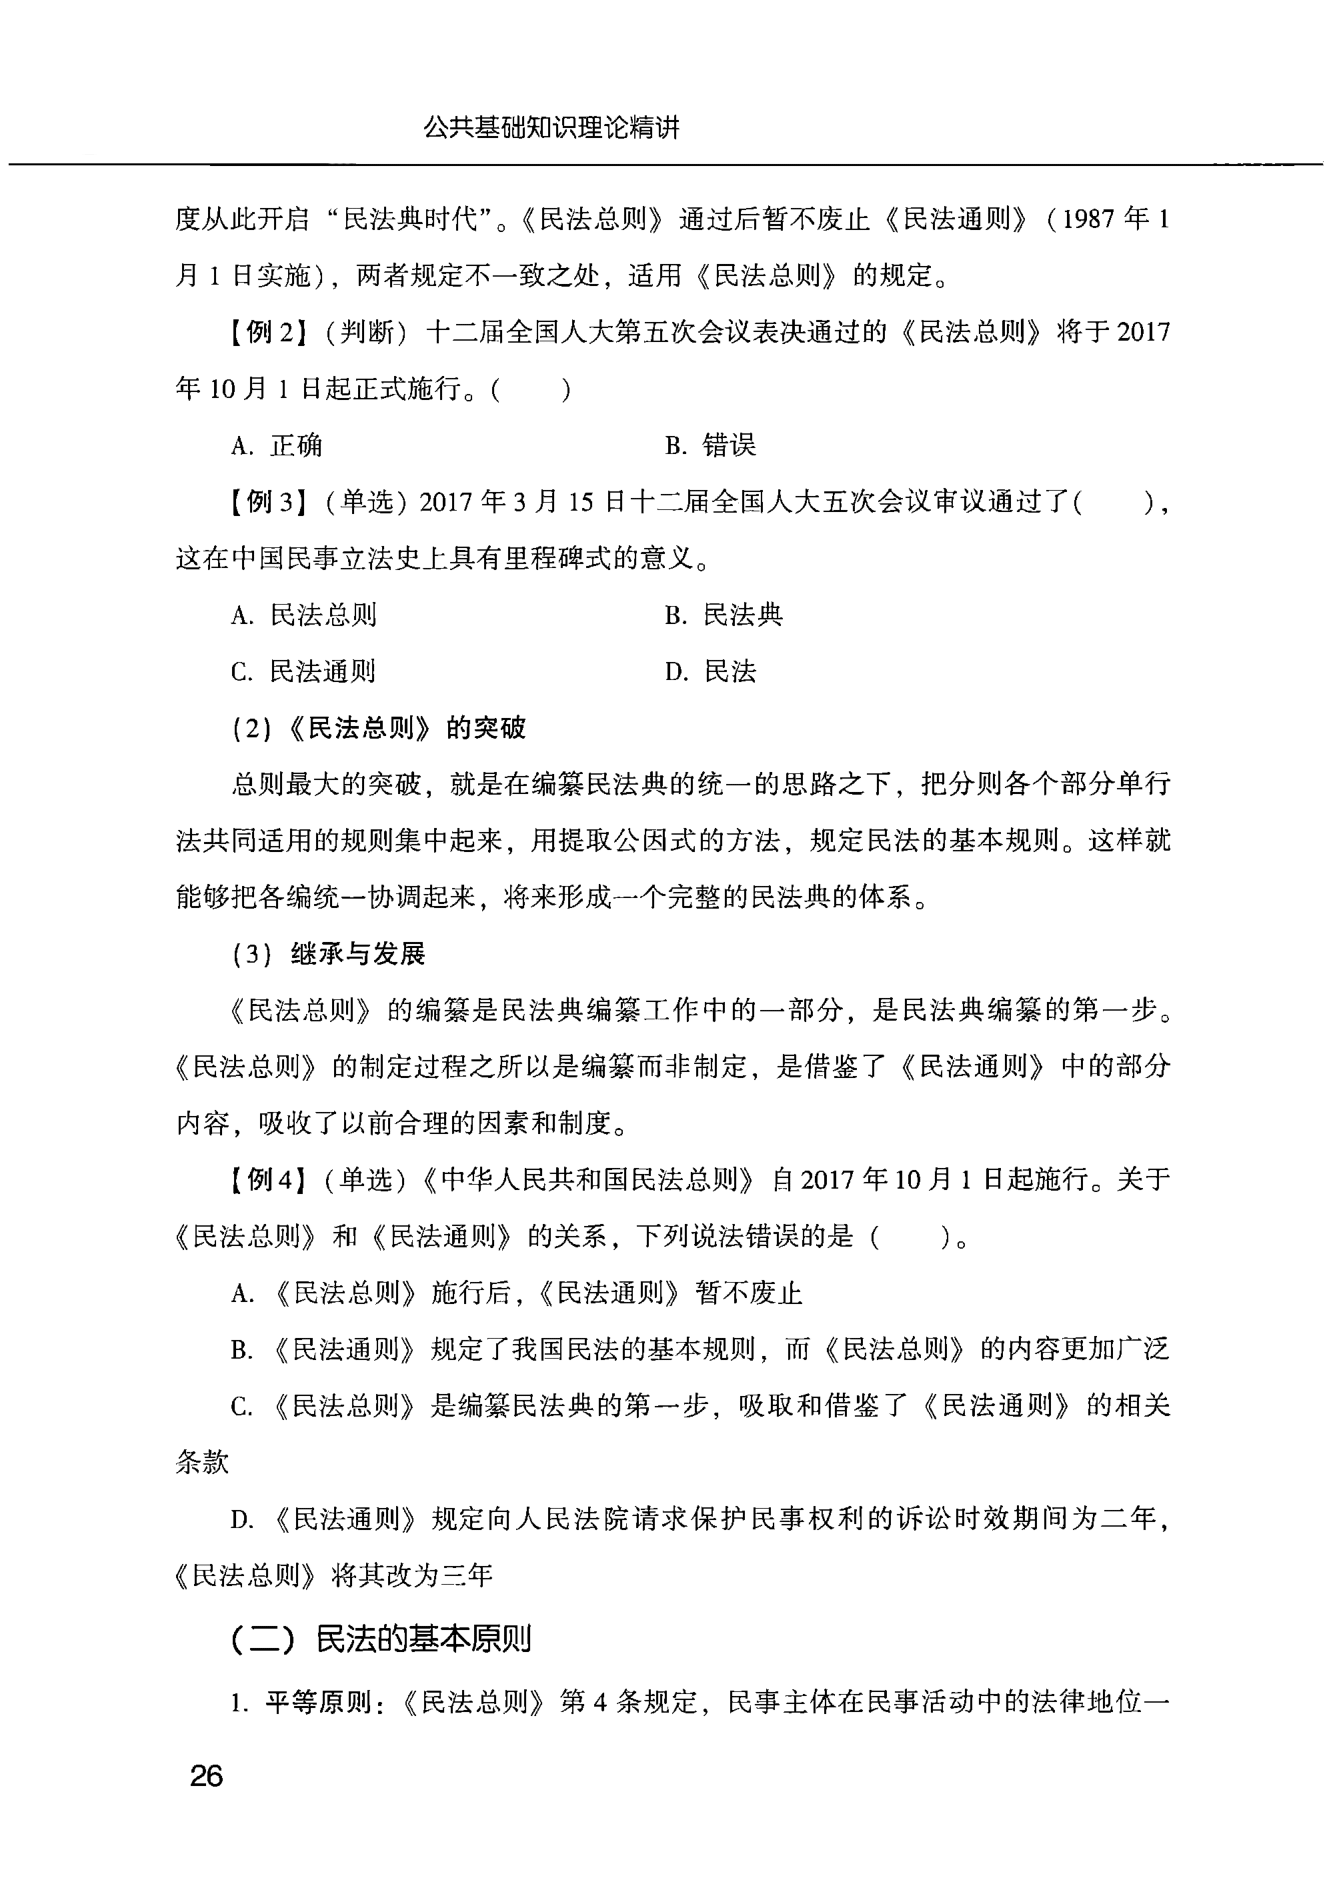 公共基础知识理论精讲
度从此开启“民法典时代”。《民法总则》通过后暂不废止《民法通则》(1987 年 1
月 1 日实施)，两者规定不一致之处，适用《民法总则》的规定。
【例 2】(判断) 十二届全国人大第五次会议表决通过的《民法总则》将于 2017
年 10 月 1 日起正式施行。(　　)
A. 正确　　B. 错误
【例 3】(单选) 2017 年 3 月 15 日十二届全国人大五次会议审议通过了(　　)，
这在中国民事立法史上具有里程碑式的意义。
A. 民法总则　　B. 民法典
C. 民法通则　　D. 民法
(2)《民法总则》的突破
总则最大的突破，就是在编纂民法典的统一的思路之下，把分则各个部分单行
法共同适用的规则集中起来，用提取公因式的方法，规定民法的基本规则。这样就
能够把各编统一协调起来，将来形成一个完整的民法典的体系。
(3) 继承与发展
《民法总则》的编纂是民法典编纂工作中的一部分，是民法典编纂的第一步。
《民法总则》的制定过程之所以是编纂而非制定，是借鉴了《民法通则》中的部分
内容，吸收了以前合理的因素和制度。
【例 4】(单选)《中华人民共和国民法总则》自 2017 年 10 月 1 日起施行。关于
《民法总则》和《民法通则》的关系，下列说法错误的是 (　　)。
A. 《民法总则》施行后，《民法通则》暂不废止
B. 《民法通则》规定了我国民法的基本规则，而《民法总则》的内容更加广泛
C. 《民法总则》是编纂民法典的第一步，吸取和借鉴了《民法通则》的相关
条款
D. 《民法通则》规定向人民法院请求保护民事权利的诉讼时效期间为二年，
《民法总则》将其改为三年
(二) 民法的基本原则
1. 平等原则：《民法总则》第 4 条规定，民事主体在民事活动中的法律地位一
26